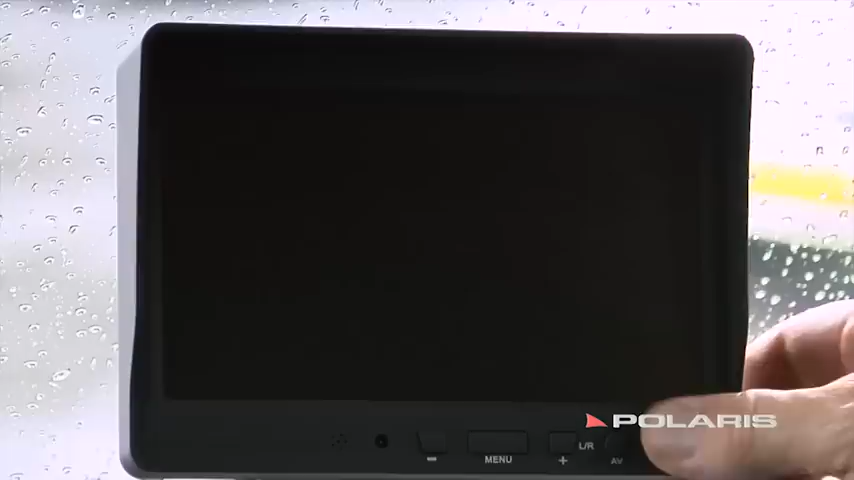 POLARIS
L/R
− MENU + AV